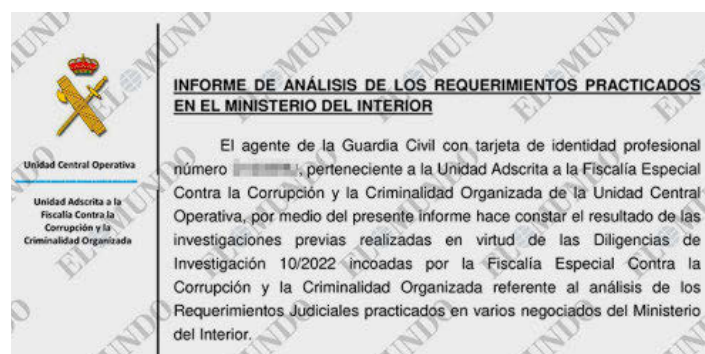 INFORME DE ANÁLISIS DE LOS REQUERIMIENTOS PRACTICADOS
EN EL MINISTERIO DEL INTERIOR
El agente de la Guardia Civil con tarjeta de identidad profesional
número , perteneciente a la Unidad Adscrita a la Fiscalía Especial
Contra la Corrupción y la Criminalidad Organizada de la Unidad Central
Operativa, por medio del presente informe hace constar el resultado de las
investigaciones previas realizadas en virtud de las Diligencias de
Investigación 10/2022 incoadas por la Fiscalía Especial Contra la
Corrupción y la Criminalidad Organizada referente al análisis de los
Requerimientos Judiciales practicados en varios negociados del Ministerio
del Interior.
Unidad Central Operativa
Unidad Adscrita a la
Fiscalía Contra la
Corrupción y la
Criminalidad Organizada
EL MUNDO